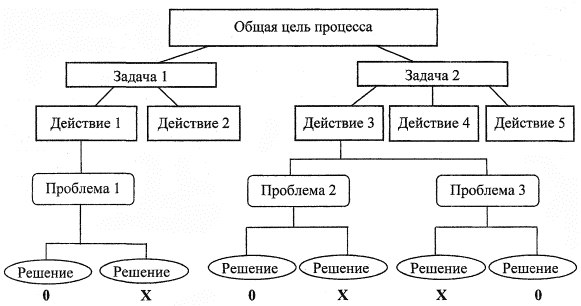 Общая цель процесса
Задача 1
Задача 2
Действие 1
Действие 2
Действие 3
Действие 4
Действие 5
Проблема 1
Проблема 2
Проблема 3
Решение
Решение
Решение
Решение
Решение
Решение
0
X
0
X
X
0